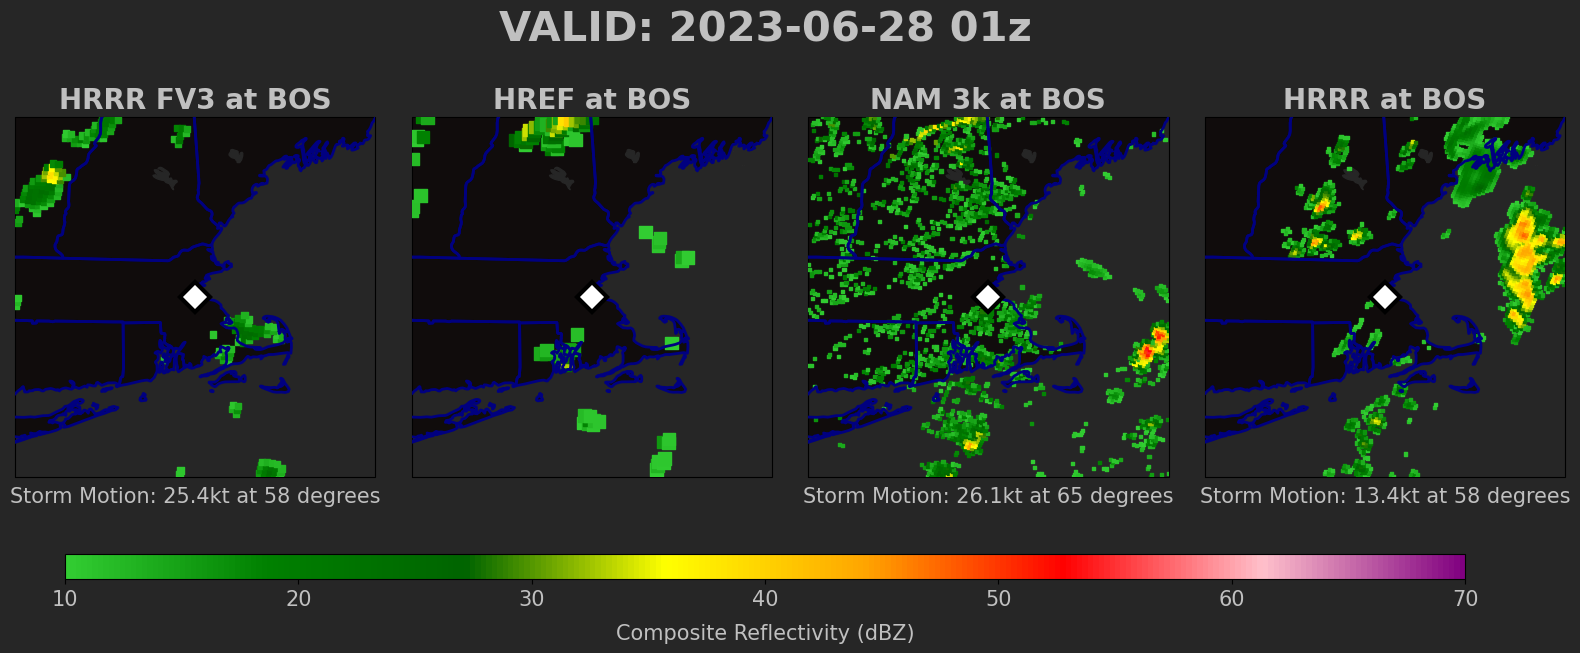 VALID: 2023-06-28 01z
HRRR FV3 at BOS
HREF at BOS
NAM 3k at BOS
HRRR at BOS
Storm Motion: 25.4kt at 58 degrees
Storm Motion: 26.1kt at 65 degrees
Storm Motion: 13.4kt at 58 degrees
10 20 30 40 50 60 70
Composite Reflectivity (dBZ)